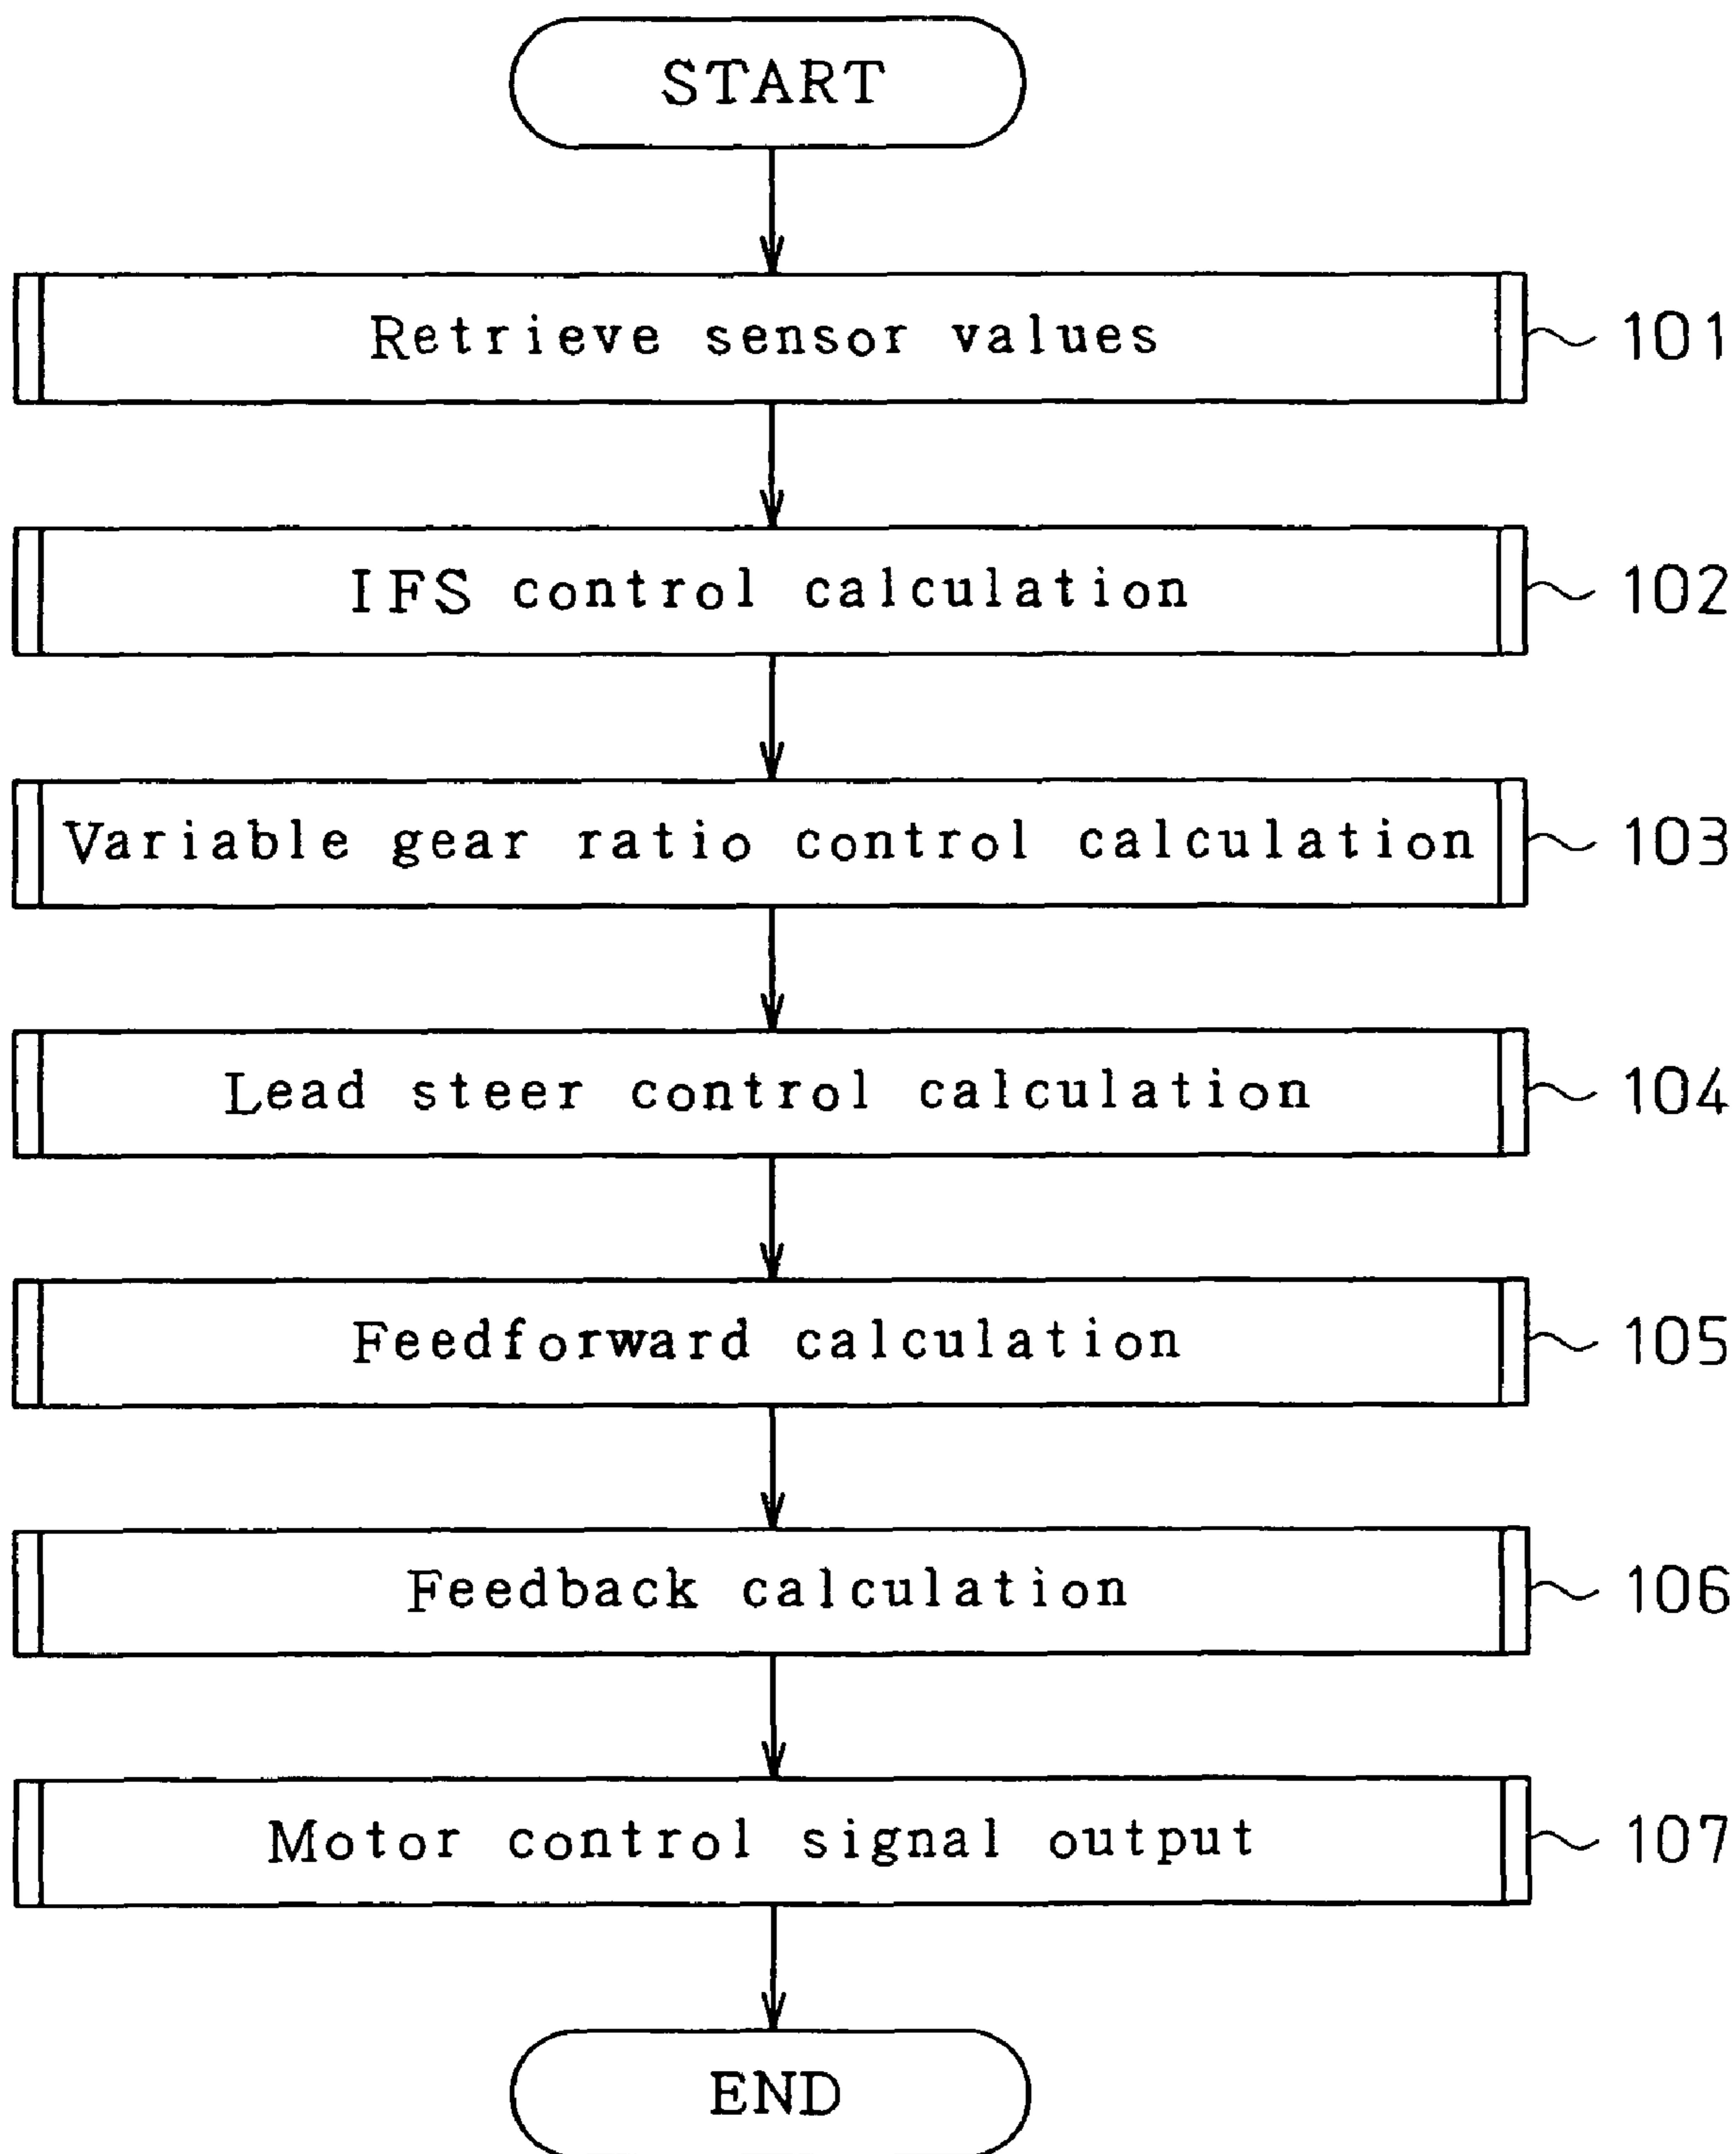 START
Retrieve sensor values 101
IFS control calculation 102
Variable gear ratio control calculation 103
Lead steer control calculation 104
Feedforward calculation 105
Feedback calculation 106
Motor control signal output 107
END